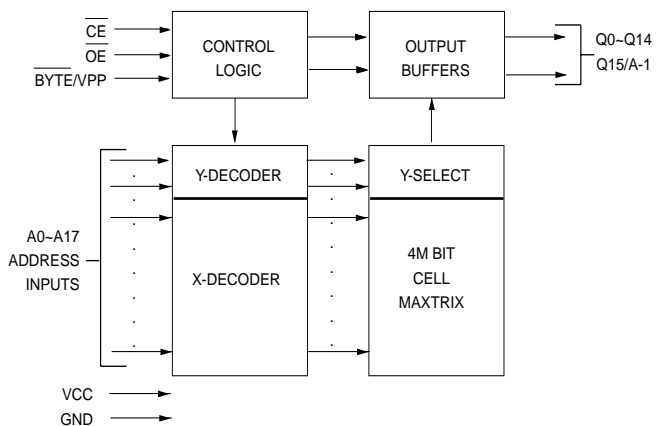 CE
OE
BYTE/VPP
CONTROL
LOGIC
OUTPUT
BUFFERS
Q0~Q14
Q15/A-1
A0~A17
ADDRESS
INPUTS
Y-DECODER
X-DECODER
Y-SELECT
4M BIT
CELL
MAXTRIX
VCC
GND